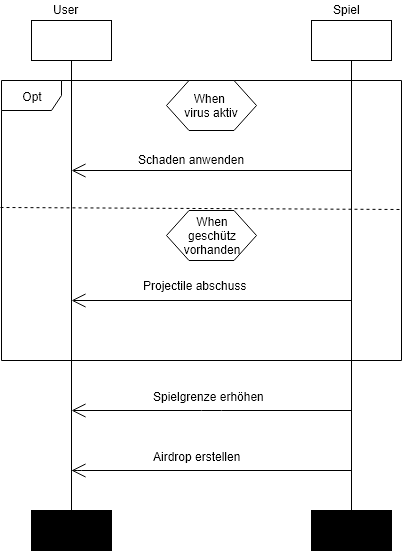 User
Spiel
Opt
When
virus aktiv
Schaden anwenden
When
geschütz
vorhanden
Projectile abschuss
Spielgrenze erhöhen
Airdrop erstellen